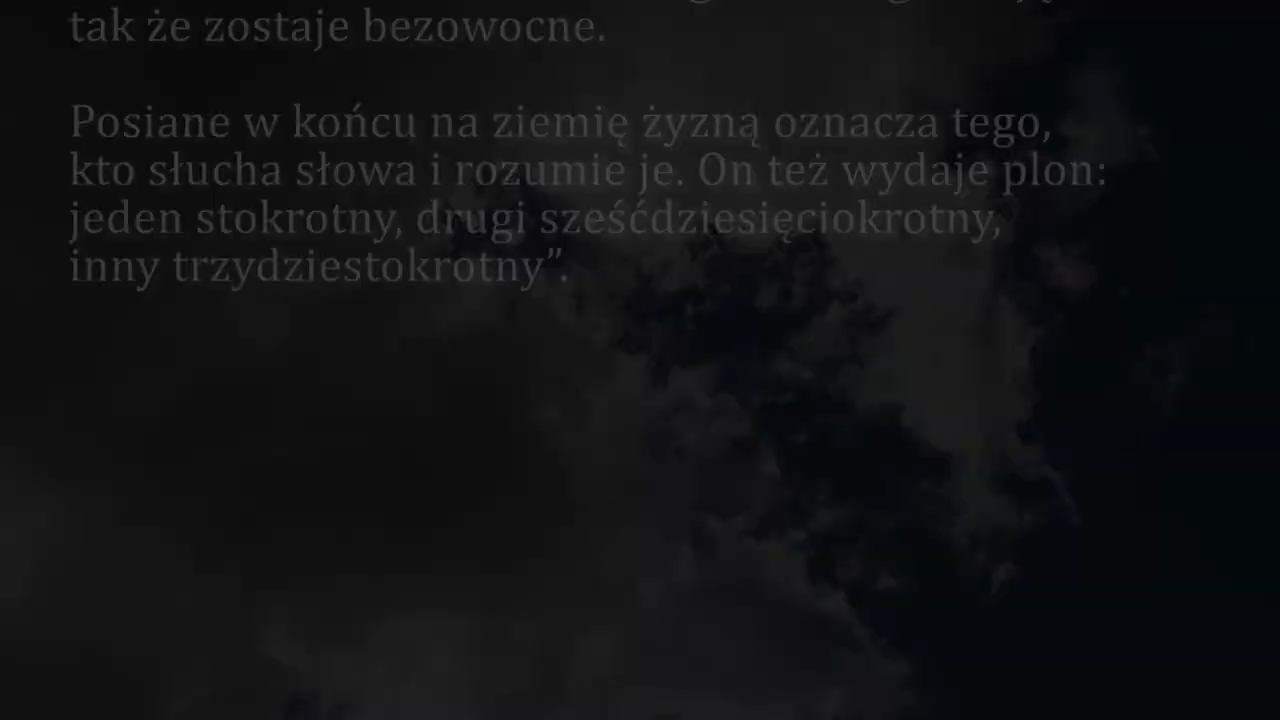 tak że zostaje bezowocne.
Posiane w końcu na ziemię żyzną oznacza tego,
kto słucha słowa i rozumie je. On też wydaje plon:
jeden stokrotny, drugi sześćdziesięciokrotny,
inny trzydziestokrotny”.